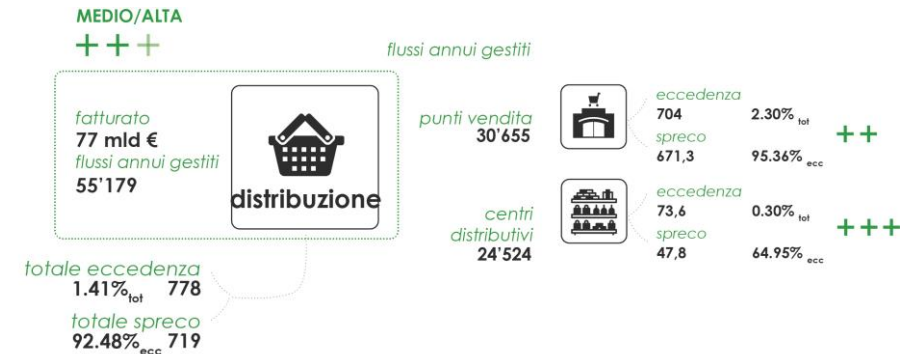 MEDIO/ALTA
+++
flussi annui gestiti
fatturato
77 mld €
flussi annui gestiti
55'179
distribuzione
punti vendita
30'655
eccedenza
704 2.30% tot
spreco
671,3 95.36% ecc
++
centri
distributivi
24'524
eccedenza
73,6 0.30% tot
spreco
47,8 64.95% ecc
+++
totale eccedenza
1.41% tot 778
totale spreco
92.48% ecc 719